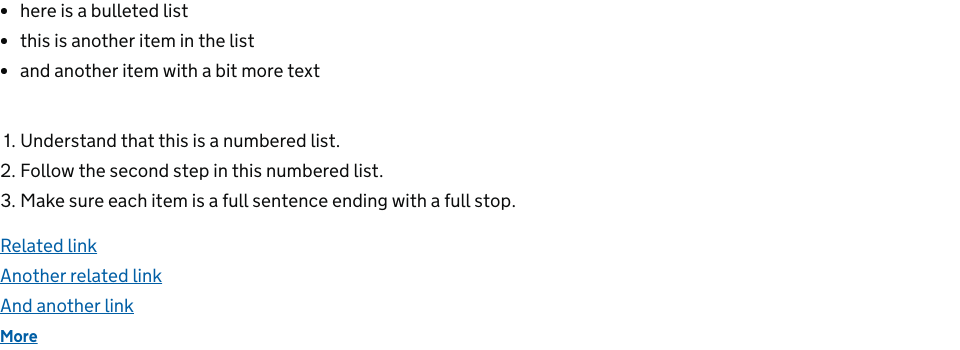 • here is a bulleted list
• this is another item in the list
• and another item with a bit more text
1. Understand that this is a numbered list.
2. Follow the second step in this numbered list.
3. Make sure each item is a full sentence ending with a full stop.
Related link
Another related link
And another link
More